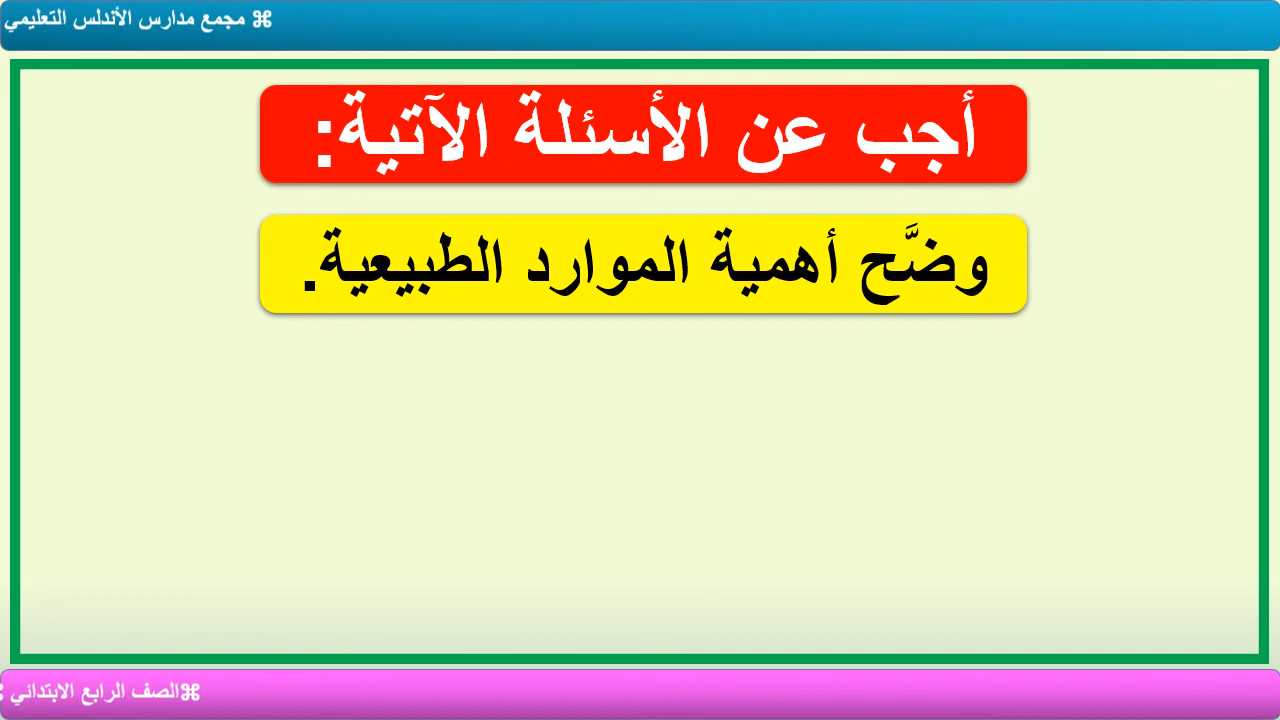 ⌘ مجمع مدارس الأندلس التعليمي
أجب عن الأسئلة الآتية:
وضَّح أهمية الموارد الطبيعية.
⌘الصف الرابع الابتدائي ⌘